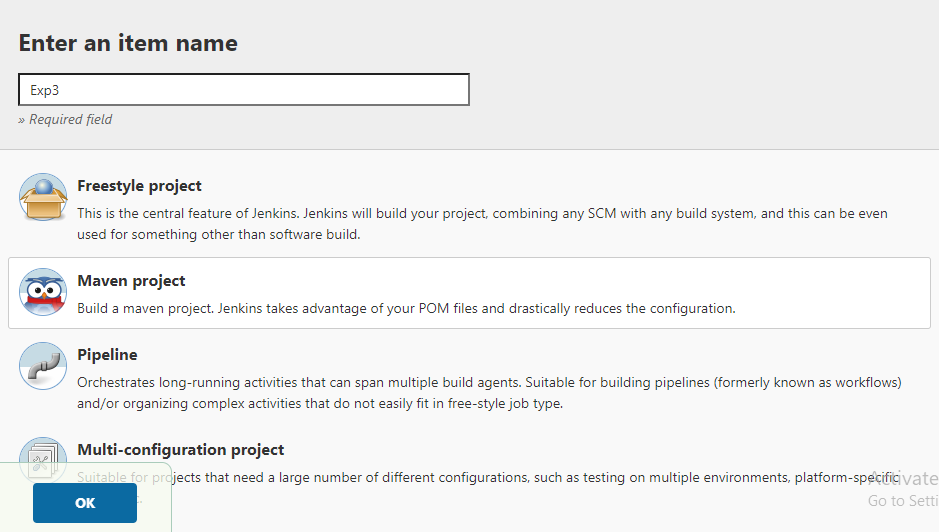 Enter an item name
Exp3
» Required field
Freestyle project
This is the central feature of Jenkins. Jenkins will build your project, combining any SCM with any build system, and this can be even
used for something other than software build.
Maven project
Build a maven project. Jenkins takes advantage of your POM files and drastically reduces the configuration.
Pipeline
Orchestrates long-running activities that can span multiple build agents. Suitable for building pipelines (formerly known as workflows)
and/or organizing complex activities that do not easily fit in free-style job type.
Multi-configuration project
Suitable for projects that need a large number of different configurations, such as testing on multiple environments, platform-specific
OK
Activate
Go to Setti